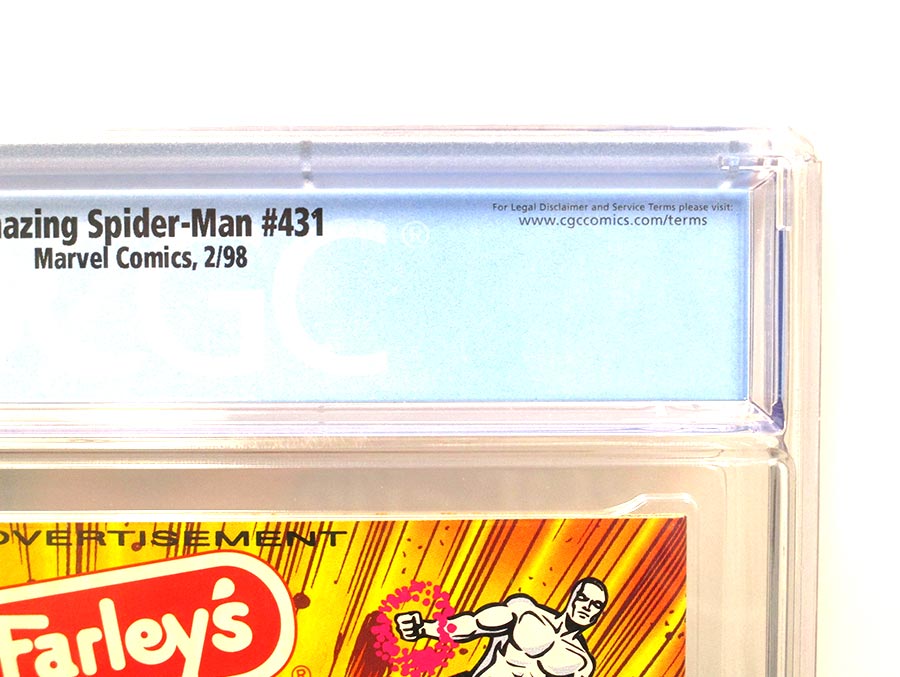 azing Spider-Man #431
Marvel Comics, 2/98
For Legal Disclaimer and Service Terms please visit:
www.cgccomics.com/terms
CGC®
DVERTISEMENT
Farley's
®